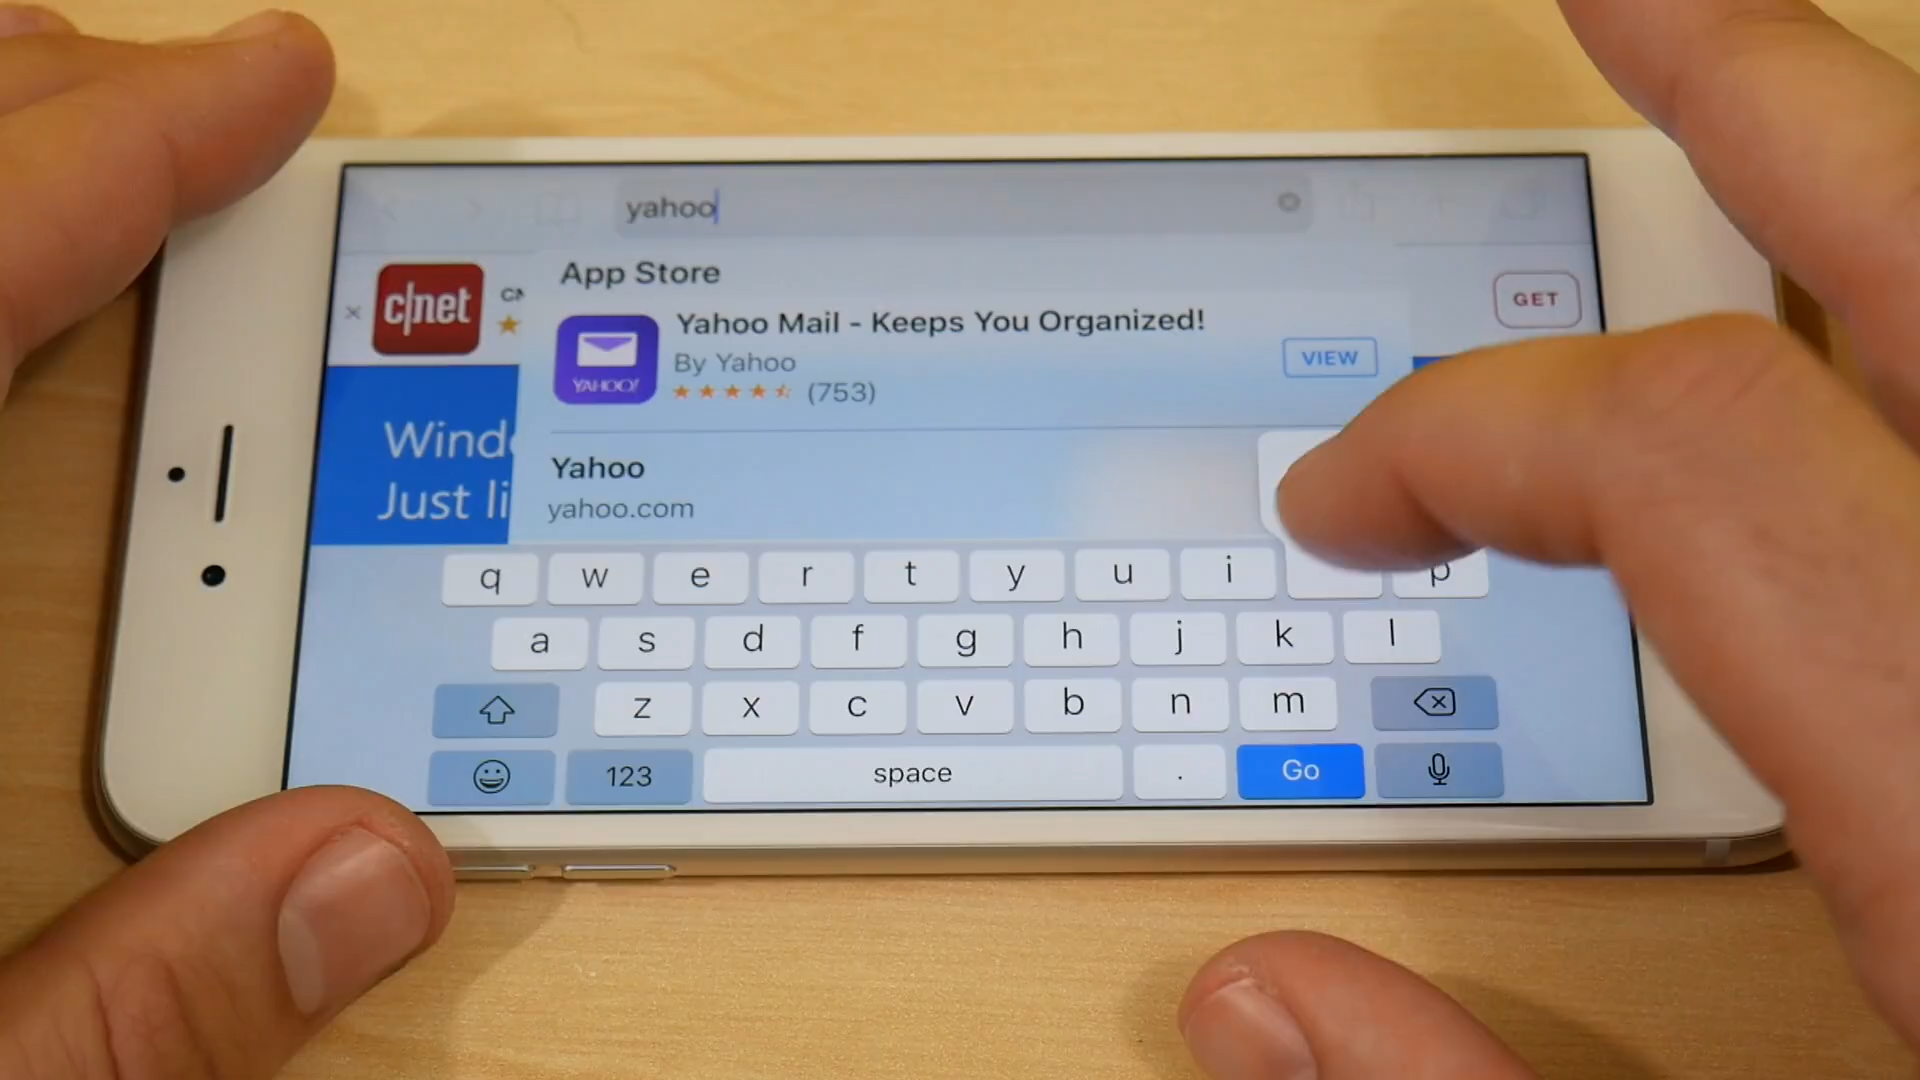 yahoo
App Store
c|net
GET
Yahoo Mail - Keeps You Organized!
By Yahoo
VIEW
YAHOO!
(753)
Just li
Yahoo
yahoo.com
q w e r t y u i p
a s d f g h j k l
z x c v b n m
123 space . Go